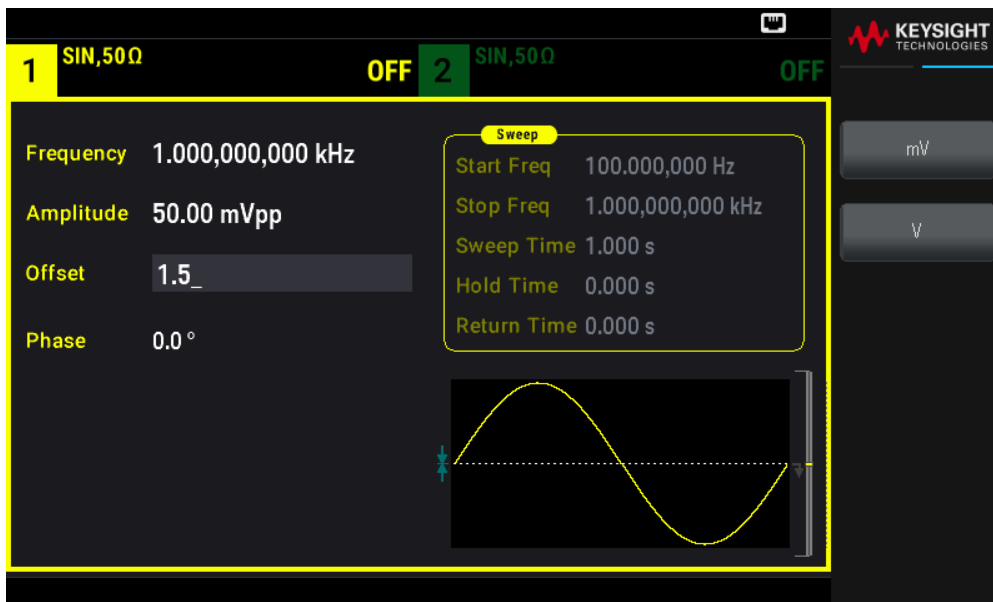 KEYSIGHT
TECHNOLOGIES
1 SIN,50Ω OFF 2 SIN,50Ω OFF
Frequency 1.000,000,000 kHz
Amplitude 50.00 mVpp
Offset 1.5_
Phase 0.0 °
Sweep
Start Freq 100.000,000 Hz
Stop Freq 1.000,000,000 kHz
Sweep Time 1.000 s
Hold Time 0.000 s
Return Time 0.000 s
mV
V